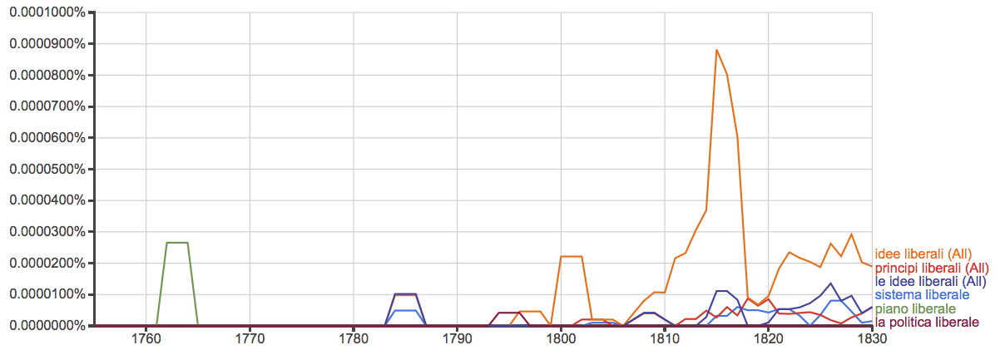 0.0001000%
0.0000900%
0.0000800%
0.0000700%
0.0000600%
0.0000500%
0.0000400%
0.0000300%
0.0000200%
0.0000100%
0.0000000%
1760 1770 1780 1790 1800 1810 1820 1830
idee liberali (All)
principi liberali (All)
le idee liberali (All)
sistema liberale
piano liberale
la politica liberale